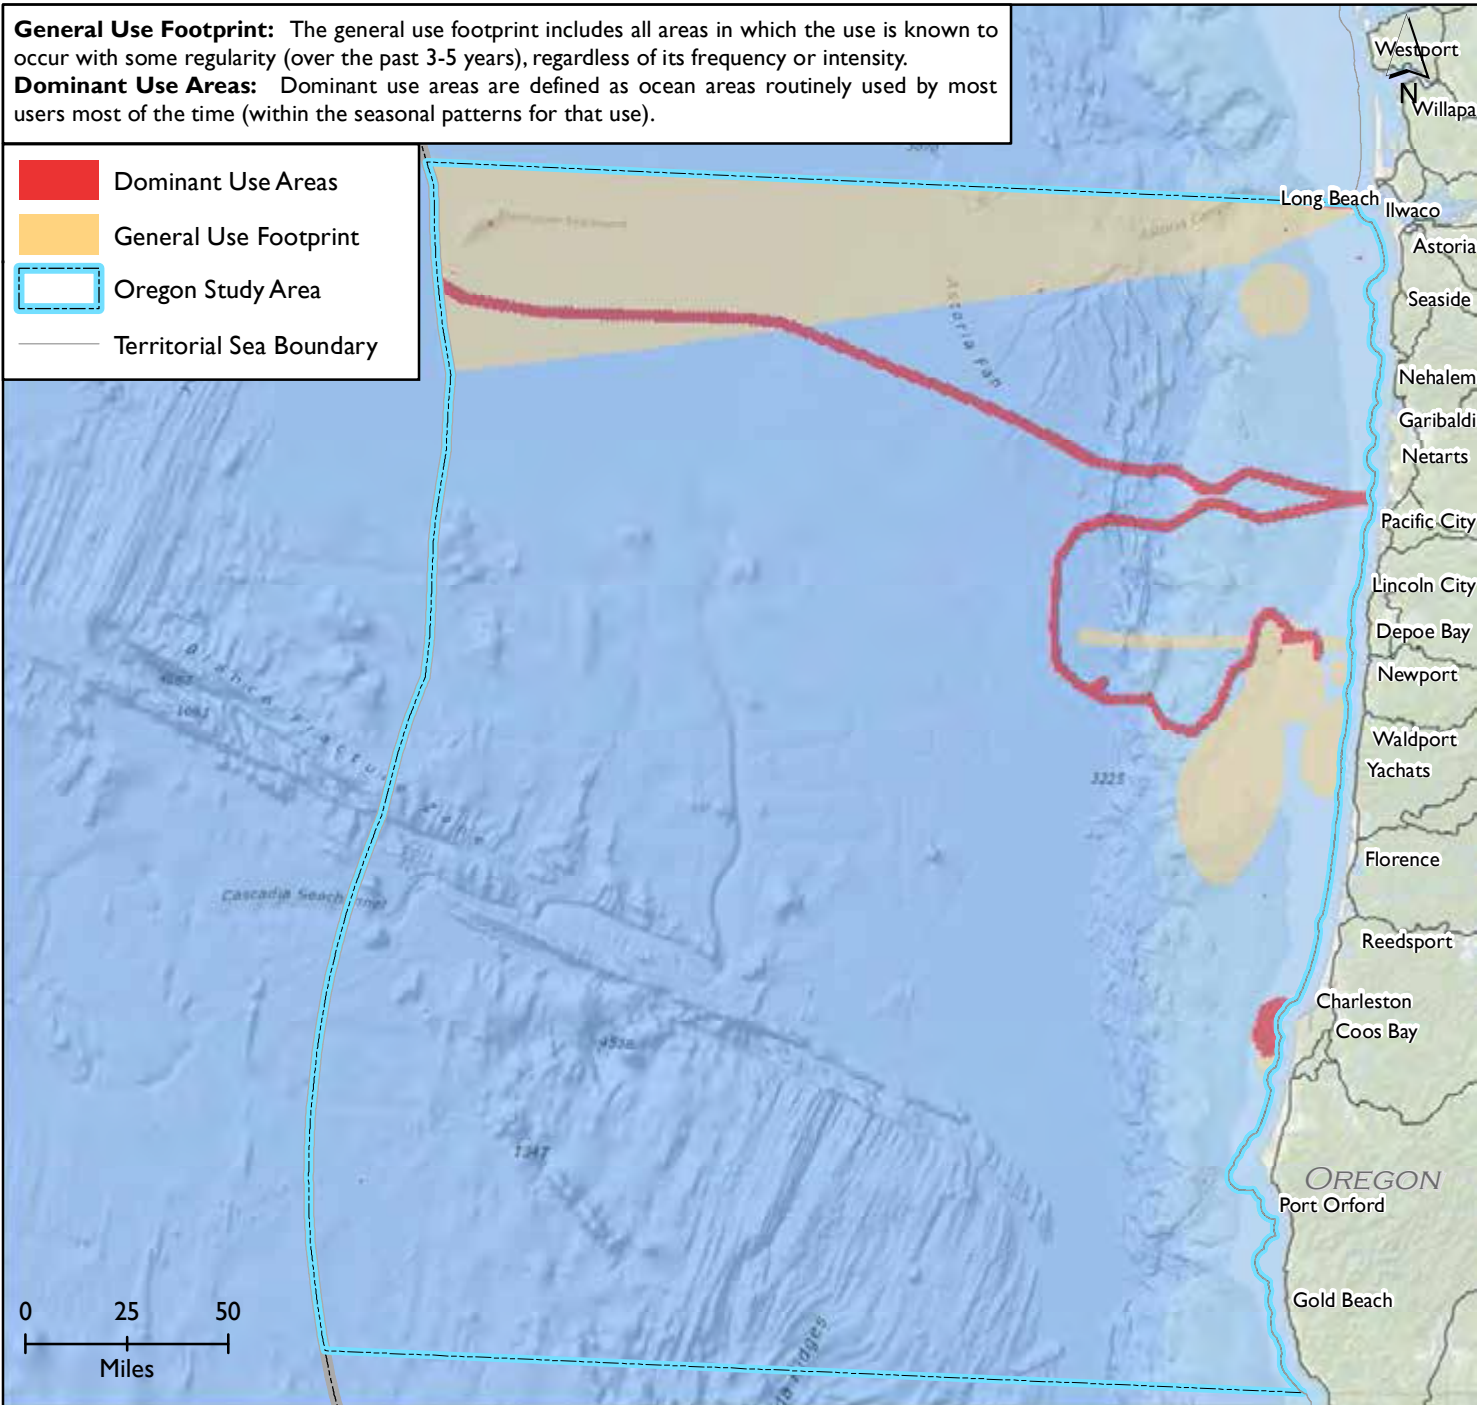 General Use Footprint: The general use footprint includes all areas in which the use is known to
occur with some regularity (over the past 3-5 years), regardless of its frequency or intensity.
Dominant Use Areas: Dominant use areas are defined as ocean areas routinely used by most
users most of the time (within the seasonal patterns for that use).
Dominant Use Areas
General Use Footprint
Oregon Study Area
Territorial Sea Boundary
Westport
N
Willapa
Long Beach
Ilwaco
Astoria
Seaside
Astoria Fan
Nehalem
Garibaldi
Netarts
Pacific City
Lincoln City
Depoe Bay
Newport
Waldport
Yachats
3225
Florence
Fracture Zone
Cascadia
Reedsport
Charleston
Coos Bay
OREGON
Port Orford
Gold Beach
0 25 50
Miles